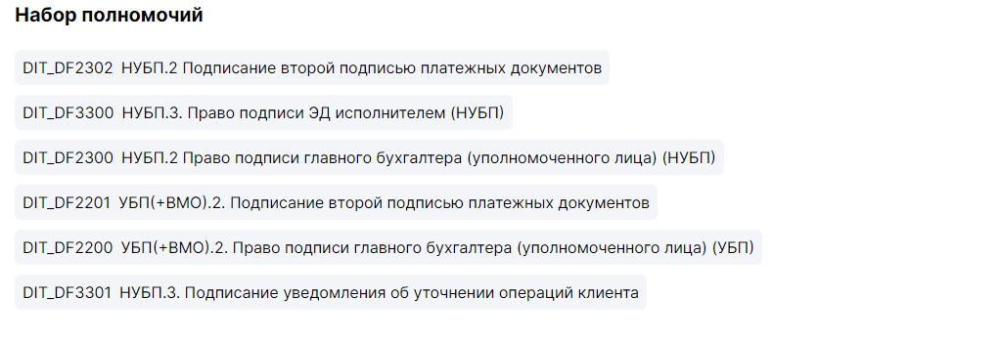 Набор полномочий
DIT_DF2302 НУБП.2 Подписание второй подписью платежных документов
DIT_DF3300 НУБП.3. Право подписи ЭД исполнителем (НУБП)
DIT_DF2300 НУБП.2 Право подписи главного бухгалтера (уполномоченного лица) (НУБП)
DIT_DF2201 УБП(+ВМО).2. Подписание второй подписью платежных документов
DIT_DF2200 УБП(+ВМО).2. Право подписи главного бухгалтера (уполномоченного лица) (УБП)
DIT_DF3301 НУБП.3. Подписание уведомления об уточнении операций клиента